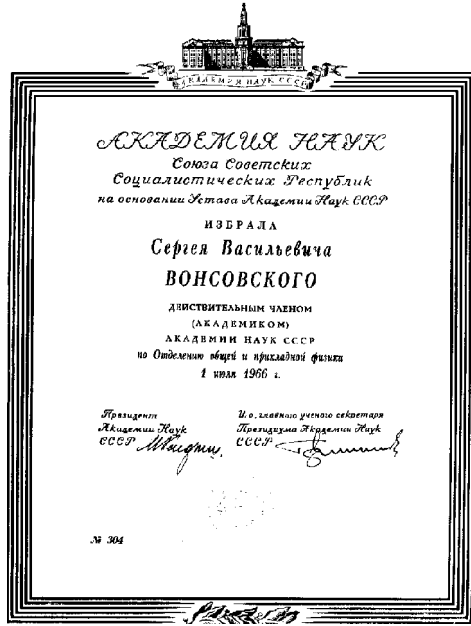 АКАДЕМИЯ НАУК СССР
АКАДЕМИЯ НАУК
Союза Советских
Социалистических Республик
на основании Устава Академии Наук СССР
ИЗБРАЛА
Сергея Васильевича
ВОНСОВСКОГО
ДЕЙСТВИТЕЛЬНЫМ ЧЛЕНОМ
(АКАДЕМИКОМ)
АКАДЕМИИ НАУК СССР
по Отделению общей и прикладной физики
1 июля 1966 г.
Президент
Академии Наук
СССР
И.о. главного ученого секретаря
Президиума Академии Наук
СССР
№ 304